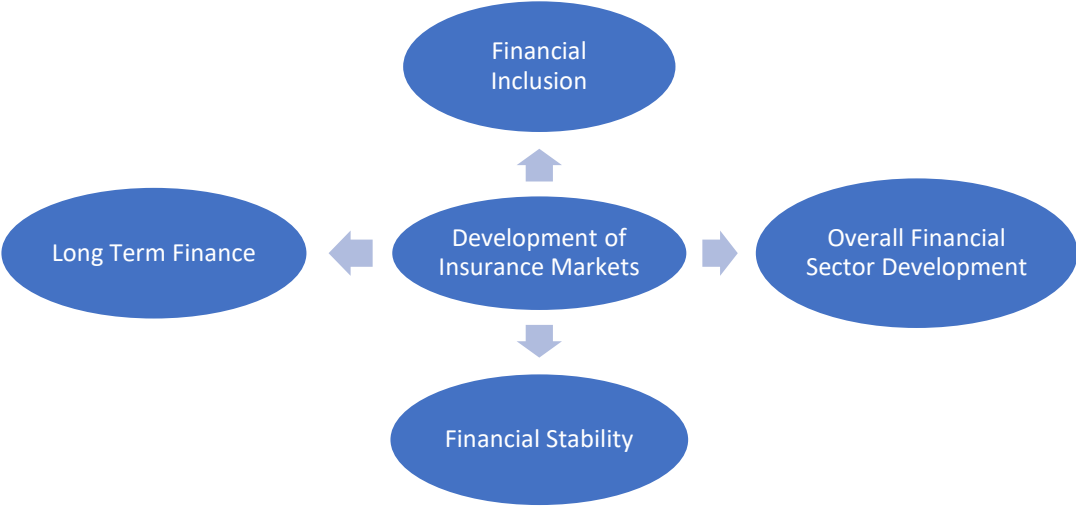 Financial
Inclusion
Long Term Finance
Development of
Insurance Markets
Overall Financial
Sector Development
Financial Stability